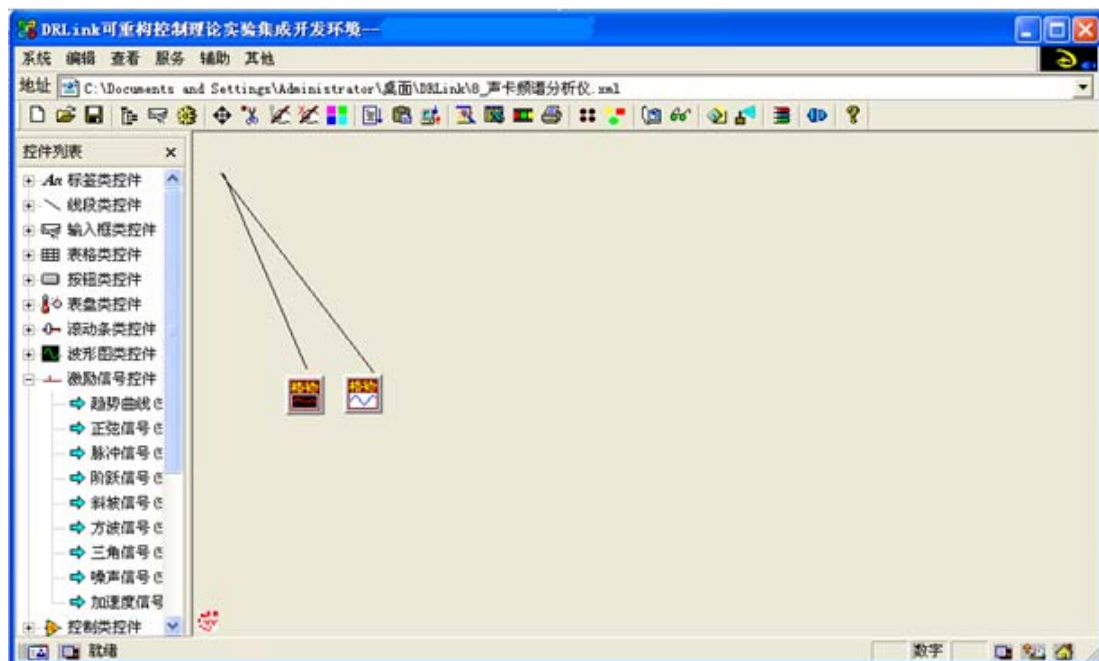 DRLink可重构控制理论实验集成开发环境--
系统 编辑 查看 服务 辅助 其他
地址 C:\Documents and Settings\Administrator\桌面\DRLink\8_声卡频谱分析仪.xml
控件列表
Aα 标签类控件
线段类控件
输入框类控件
表格类控件
按钮类控件
表盘类控件
滚动条类控件
波形图类控件
激励信号控件
趋势曲线
正弦信号
脉冲信号
阶跃信号
斜坡信号
方波信号
三角信号
噪声信号
加速度信号
控制类控件
就绪
数字